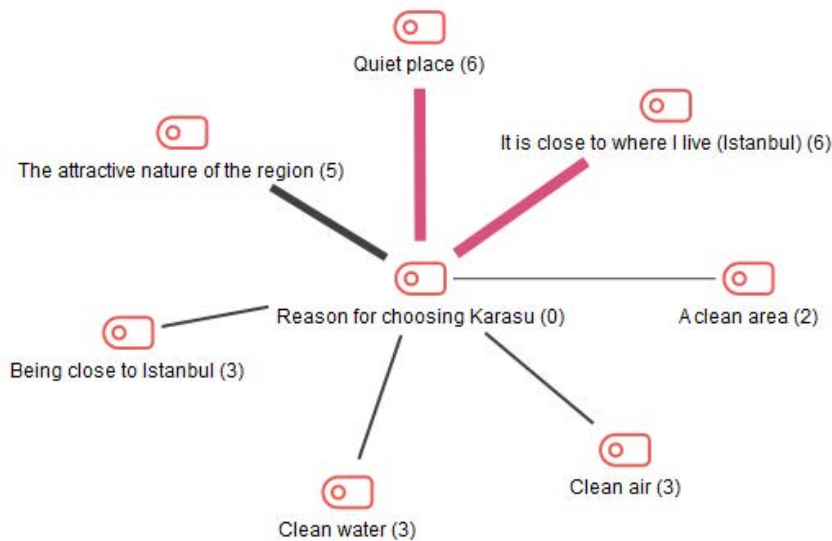 Quiet place (6)
It is close to where I live (Istanbul) (6)
The attractive nature of the region (5)
Reason for choosing Karasu (0)
A clean area (2)
Being close to Istanbul (3)
Clean air (3)
Clean water (3)